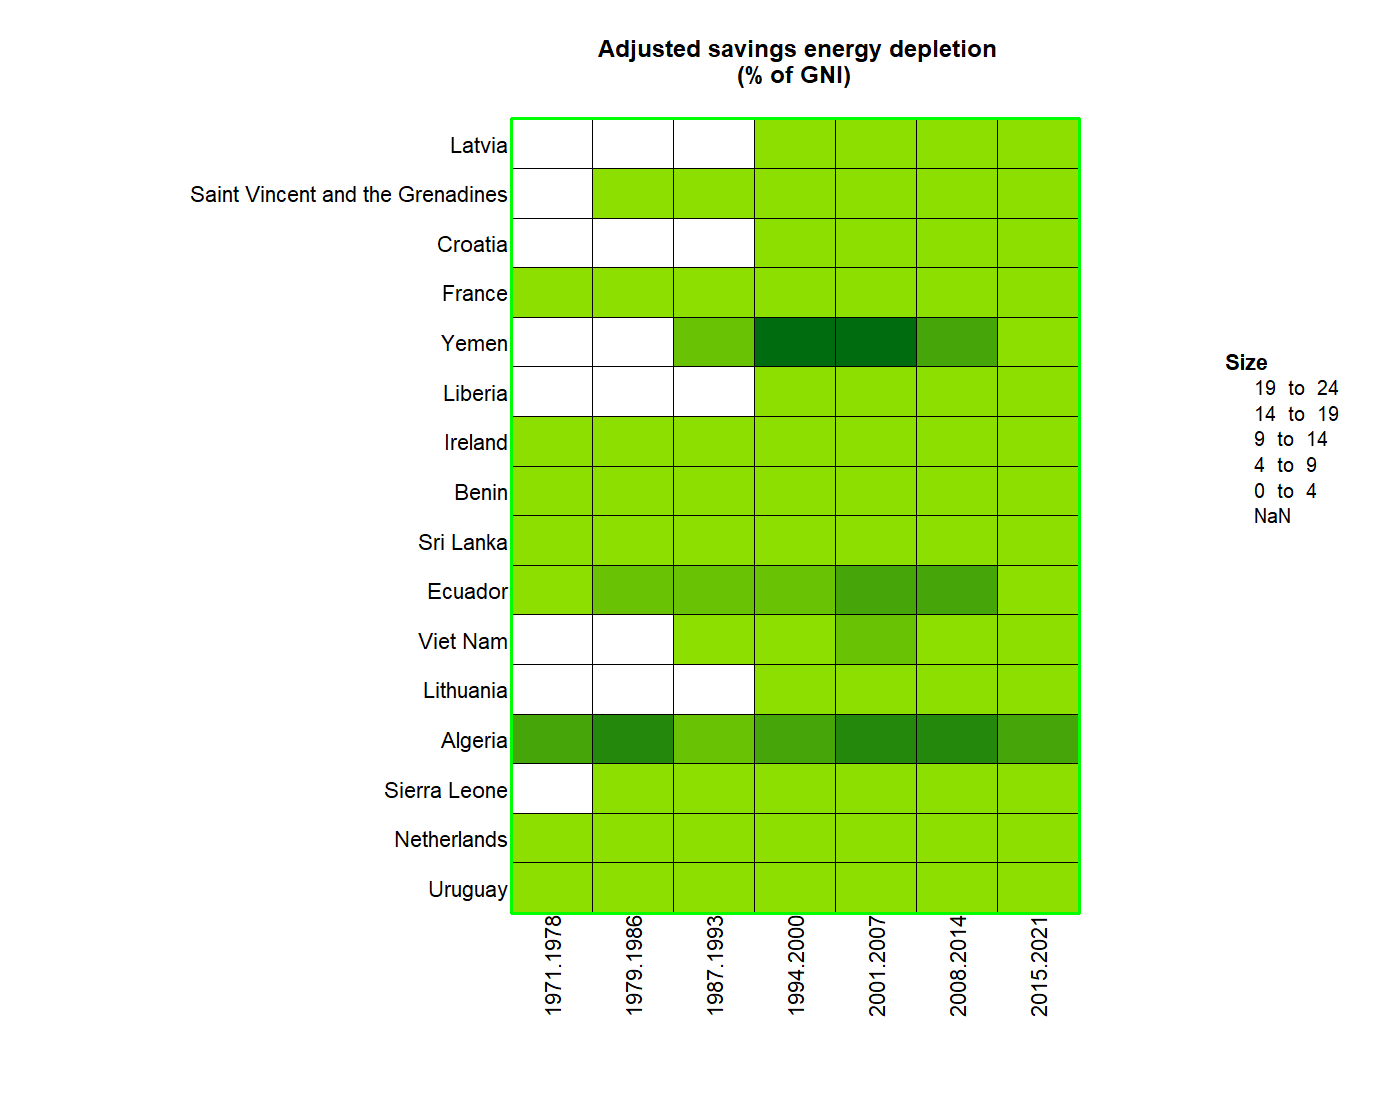 Adjusted savings energy depletion
(% of GNI)
Latvia
Saint Vincent and the Grenadines
Croatia
France
Yemen
Liberia
Ireland
Benin
Sri Lanka
Ecuador
Viet Nam
Lithuania
Algeria
Sierra Leone
Netherlands
Uruguay
1971.1978
1979.1986
1987.1993
1994.2000
2001.2007
2008.2014
2015.2021
Size
19 to 24
14 to 19
9 to 14
4 to 9
0 to 4
NaN